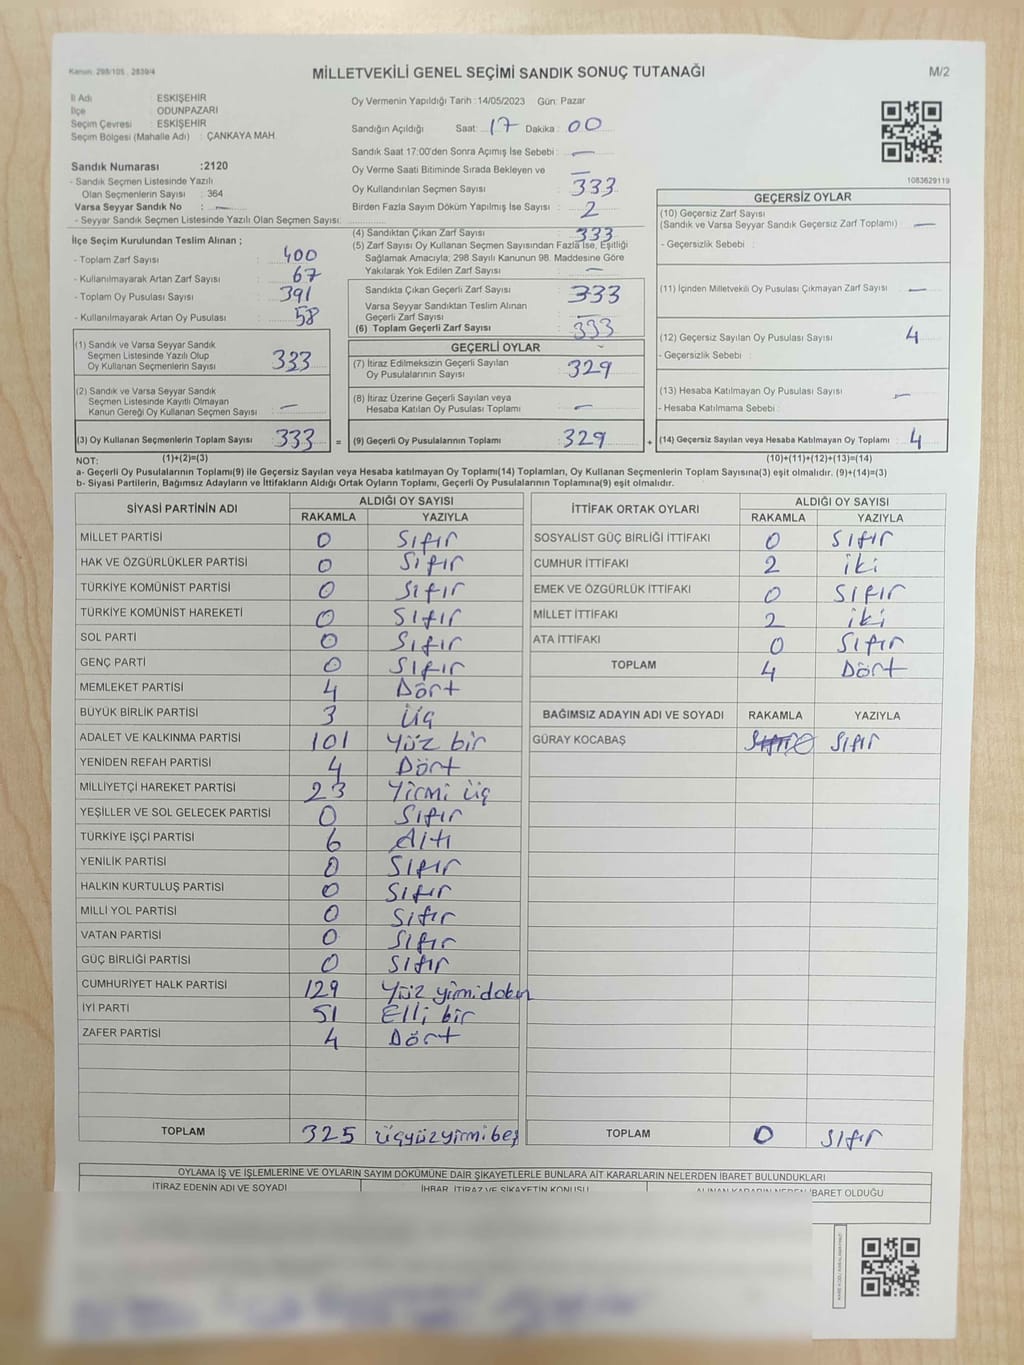 Kanun: 298/105, 2839/4
MİLLETVEKİLİ GENEL SEÇİMİ SANDIK SONUÇ TUTANAĞI
M/2
İl Adı ESKİŞEHİR
İlçe ODUNPAZARI
Seçim Çevresi ESKİŞEHİR
Seçim Bölgesi (Mahalle Adı) : ÇANKAYA MAH.
Oy Vermenin Yapıldığı Tarih :14/05/2023 Gün: Pazar
Sandığın Açıldığı Saat: 17 Dakika : 00
Sandık Saat 17:00'den Sonra Açımış İse Sebebi: —
Oy Verme Saati Bitiminde Sırada Bekleyen ve —
Oy Kullandırılan Seçmen Sayısı 333
Birden Fazla Sayım Döküm Yapılmış İse Sayısı : 2
1083629119
Sandık Numarası :2120
- Sandık Seçmen Listesinde Yazılı
Olan Seçmenlerin Sayısı : 364
Varsa Seyyar Sandık No : —
- Seyyar Sandık Seçmen Listesinde Yazılı Olan Seçmen Sayısı:
İlçe Seçim Kurulundan Teslim Alınan ;
- Toplam Zarf Sayısı : 400
- Kullanılmayarak Artan Zarf Sayısı : 67
- Toplam Oy Pusulası Sayısı : 391
- Kullanılmayarak Artan Oy Pusulası : 58
(4) Sandıktan Çıkan Zarf Sayısı : 333
(5) Zarf Sayısı Oy Kullanan Seçmen Sayısından Fazla İse, Eşitliği
Sağlamak Amacıyla, 298 Sayılı Kanunun 98. Maddesine Göre
Yakılarak Yok Edilen Zarf Sayısı : —
Sandıkta Çıkan Geçerli Zarf Sayısı : 333
Varsa Seyyar Sandıktan Teslim Alınan
Geçerli Zarf Sayısı : —
(6) Toplam Geçerli Zarf Sayısı : 333
GEÇERSİZ OYLAR
(10) Geçersiz Zarf Sayısı
(Sandık ve Varsa Seyyar Sandık Geçersiz Zarf Toplamı) —
- Geçersizlik Sebebi :
(11) İçinden Milletvekili Oy Pusulası Çıkmayan Zarf Sayısı —
(12) Geçersiz Sayılan Oy Pusulası Sayısı 4
- Geçersizlik Sebebi :
(13) Hesaba Katılmayan Oy Pusulası Sayısı —
- Hesaba Katılmama Sebebi :
(1) Sandık ve Varsa Seyyar Sandık
Seçmen Listesinde Yazılı Olup
Oy Kullanan Seçmenlerin Sayısı 333
(2) Sandık ve Varsa Seyyar Sandık
Seçmen Listesinde Kayıtlı Olmayan
Kanun Gereği Oy Kullanan Seçmen Sayısı —
GEÇERLİ OYLAR
(7) İtiraz Edilmeksizin Geçerli Sayılan
Oy Pusulalarının Sayısı : 329
(8) İtiraz Üzerine Geçerli Sayılan veya
Hesaba Katılan Oy Pusulası Toplamı : —
(3) Oy Kullanan Seçmenlerin Toplam Sayısı 333 = (9) Geçerli Oy Pusulalarının Toplamı 329 + (14) Geçersiz Sayılan veya Hesaba Katılmayan Oy Toplamı : 4
NOT: (1)+(2)=(3) (10)+(11)+(12)+(13)=(14)
a- Geçerli Oy Pusulalarının Toplamı(9) ile Geçersiz Sayılan veya Hesaba katılmayan Oy Toplamı(14) Toplamları, Oy Kullanan Seçmenlerin Toplam Sayısına(3) eşit olmalıdır. (9)+(14)=(3)
b- Siyasi Partilerin, Bağımsız Adayların ve İttifakların Aldığı Ortak Oyların Toplamı, Geçerli Oy Pusulalarının Toplamına(9) eşit olmalıdır.
SİYASİ PARTİNİN ADI ALDIĞI OY SAYISI
RAKAMLA YAZIYLA
MİLLET PARTİSİ 0 Sıfır
HAK VE ÖZGÜRLÜKLER PARTİSİ 0 Sıfır
TÜRKİYE KOMÜNİST PARTİSİ 0 Sıfır
TÜRKİYE KOMÜNİST HAREKETİ 0 Sıfır
SOL PARTİ 0 Sıfır
GENÇ PARTİ 0 Sıfır
MEMLEKET PARTİSİ 4 Dört
BÜYÜK BİRLİK PARTİSİ 3 Üç
ADALET VE KALKINMA PARTİSİ 101 Yüz bir
YENİDEN REFAH PARTİSİ 4 Dört
MİLLİYETÇİ HAREKET PARTİSİ 23 Yirmi üç
YEŞİLLER VE SOL GELECEK PARTİSİ 0 Sıfır
TÜRKİYE İŞÇİ PARTİSİ 6 Altı
YENİLİK PARTİSİ 0 Sıfır
HALKIN KURTULUŞ PARTİSİ 0 Sıfır
MİLLİ YOL PARTİSİ 0 Sıfır
VATAN PARTİSİ 0 Sıfır
GÜÇ BİRLİĞİ PARTİSİ 0 Sıfır
CUMHURİYET HALK PARTİSİ 129 Yüz yirmi dokuz
İYİ PARTİ 51 Elli bir
ZAFER PARTİSİ 4 Dört
TOPLAM 325 üçyüzyirmibeş
İTTİFAK ORTAK OYLARI ALDIĞI OY SAYISI
RAKAMLA YAZIYLA
SOSYALİST GÜÇ BİRLİĞİ İTTİFAKI 0 Sıfır
CUMHUR İTTİFAKI 2 iki
EMEK VE ÖZGÜRLÜK İTTİFAKI 0 Sıfır
MİLLET İTTİFAKI 2 iki
ATA İTTİFAKI 0 Sıfır
TOPLAM 4 Dört
BAĞIMSIZ ADAYIN ADI VE SOYADI RAKAMLA YAZIYLA
GÜRAY KOCABAŞ 0 Sıfır
TOPLAM 0 Sıfır
OYLAMA İŞ VE İŞLEMLERİNE VE OYLARIN SAYIM DÖKÜMÜNE DAİR ŞİKAYETLERLE BUNLARA AİT KARARLARIN NELERDEN İBARET BULUNDUKLARI
İTİRAZ EDENİN ADI VE SOYADI İHBAR, İTİRAZ VE ŞİKAYETİN KONUSU ALINAN KARARIN NEDEN İBARET OLDUĞU